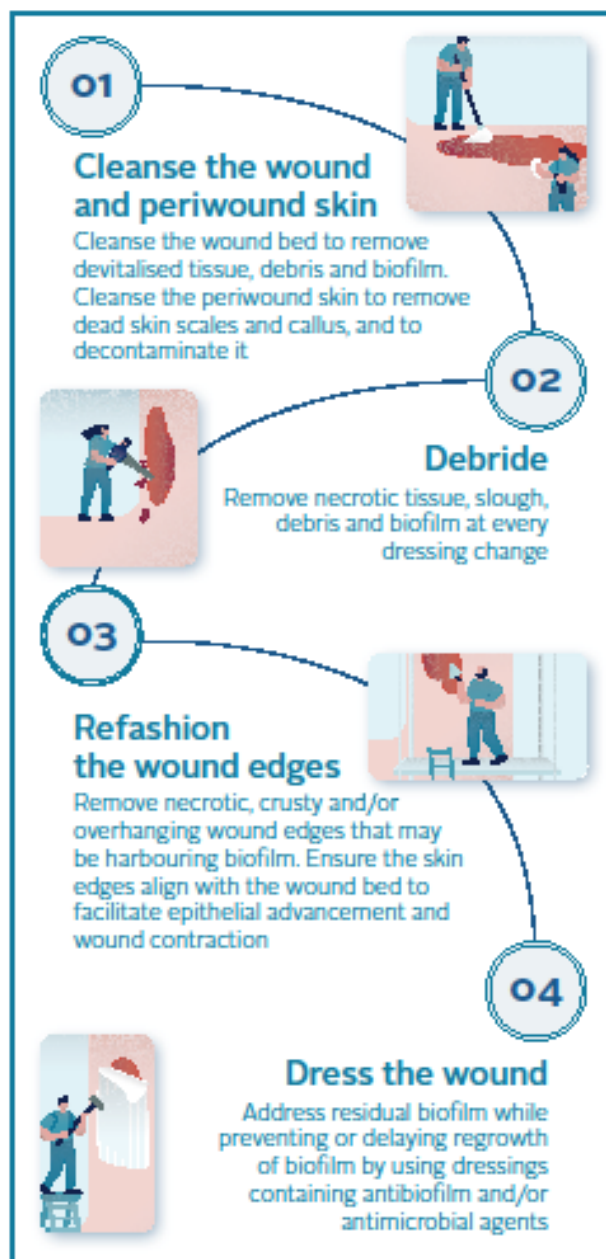 01
Cleanse the wound
and periwound skin
Cleanse the wound bed to remove
devitalised tissue, debris and biofilm.
Cleanse the periwound skin to remove
dead skin scales and callus, and to
decontaminate it
02
Debride
Remove necrotic tissue, slough,
debris and biofilm at every
dressing change
03
Refashion
the wound edges
Remove necrotic, crusty and/or
overhanging wound edges that may
be harbouring biofilm. Ensure the skin
edges align with the wound bed to
facilitate epithelial advancement and
wound contraction
04
Dress the wound
Address residual biofilm while
preventing or delaying regrowth
of biofilm by using dressings
containing antibiofilm and/or
antimicrobial agents